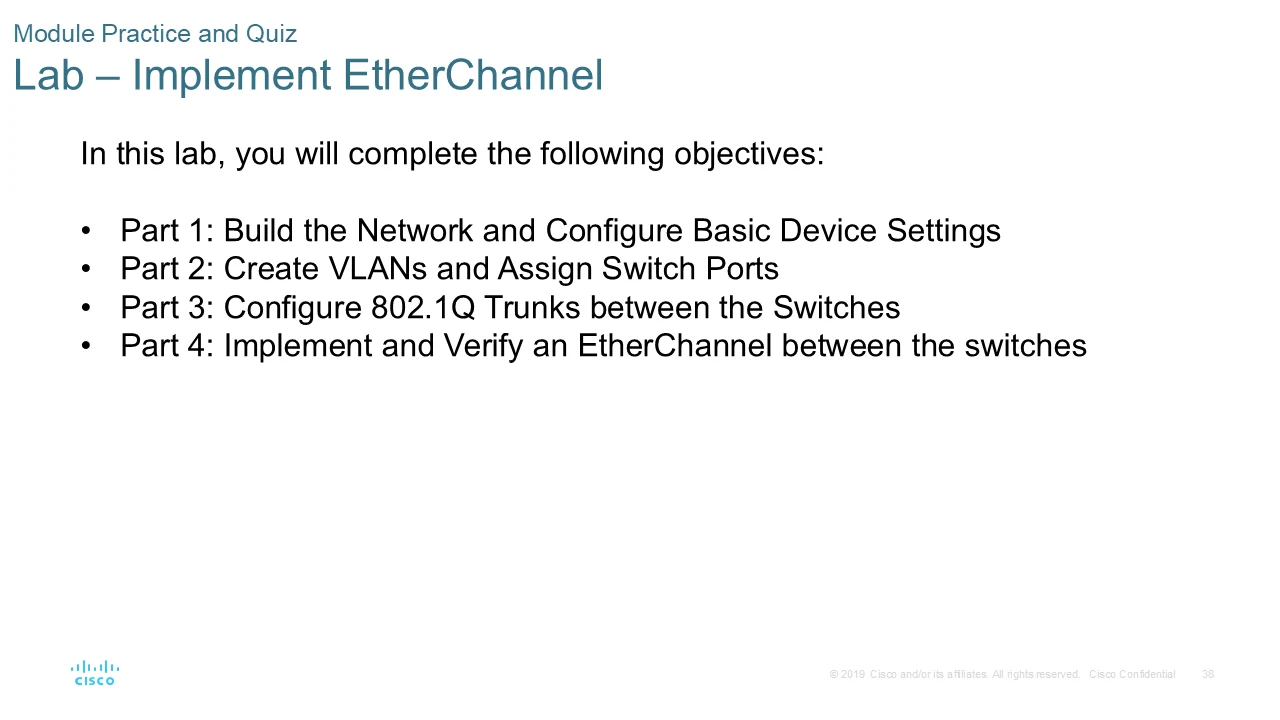 Module Practice and Quiz
Lab – Implement EtherChannel
In this lab, you will complete the following objectives:
• Part 1: Build the Network and Configure Basic Device Settings
• Part 2: Create VLANs and Assign Switch Ports
• Part 3: Configure 802.1Q Trunks between the Switches
• Part 4: Implement and Verify an EtherChannel between the switches
CISCO
© 2019 Cisco and/or its affiliates. All rights reserved. Cisco Confidential 38